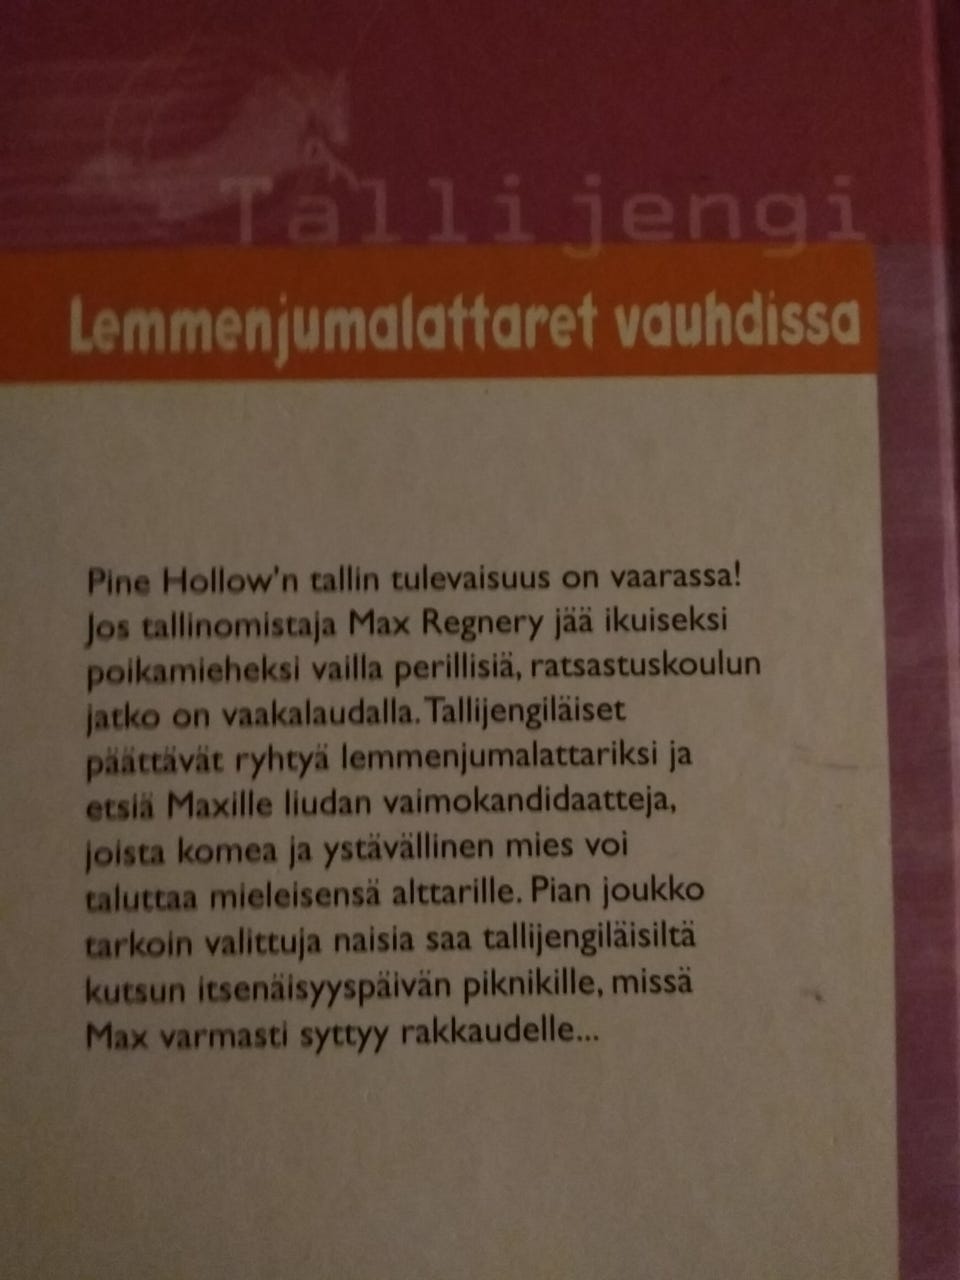 Tallijengi
Lemmenjumalattaret vauhdissa
Pine Hollow'n tallin tulevaisuus on vaarassa!
Jos tallinomistaja Max Regnery jää ikuiseksi
poikamieheksi vailla perillisiä, ratsastuskoulun
jatko on vaakalaudalla. Tallijengiläiset
päättävät ryhtyä lemmenjumalattariksi ja
etsiä Maxille liudan vaimokandidaatteja,
joista komea ja ystävällinen mies voi
taluttaa mieleisensä alttarille. Pian joukko
tarkoin valittuja naisia saa tallijengiläisiltä
kutsun itsenäisyyspäivän piknikille, missä
Max varmasti syttyy rakkaudelle...